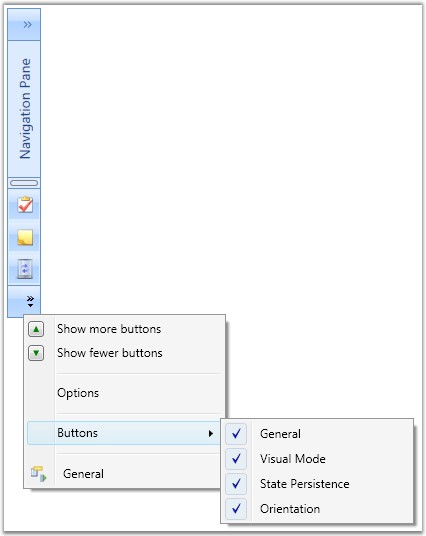 Navigation Pane
Show more buttons
Show fewer buttons
Options
Buttons
General
General
Visual Mode
State Persistence
Orientation